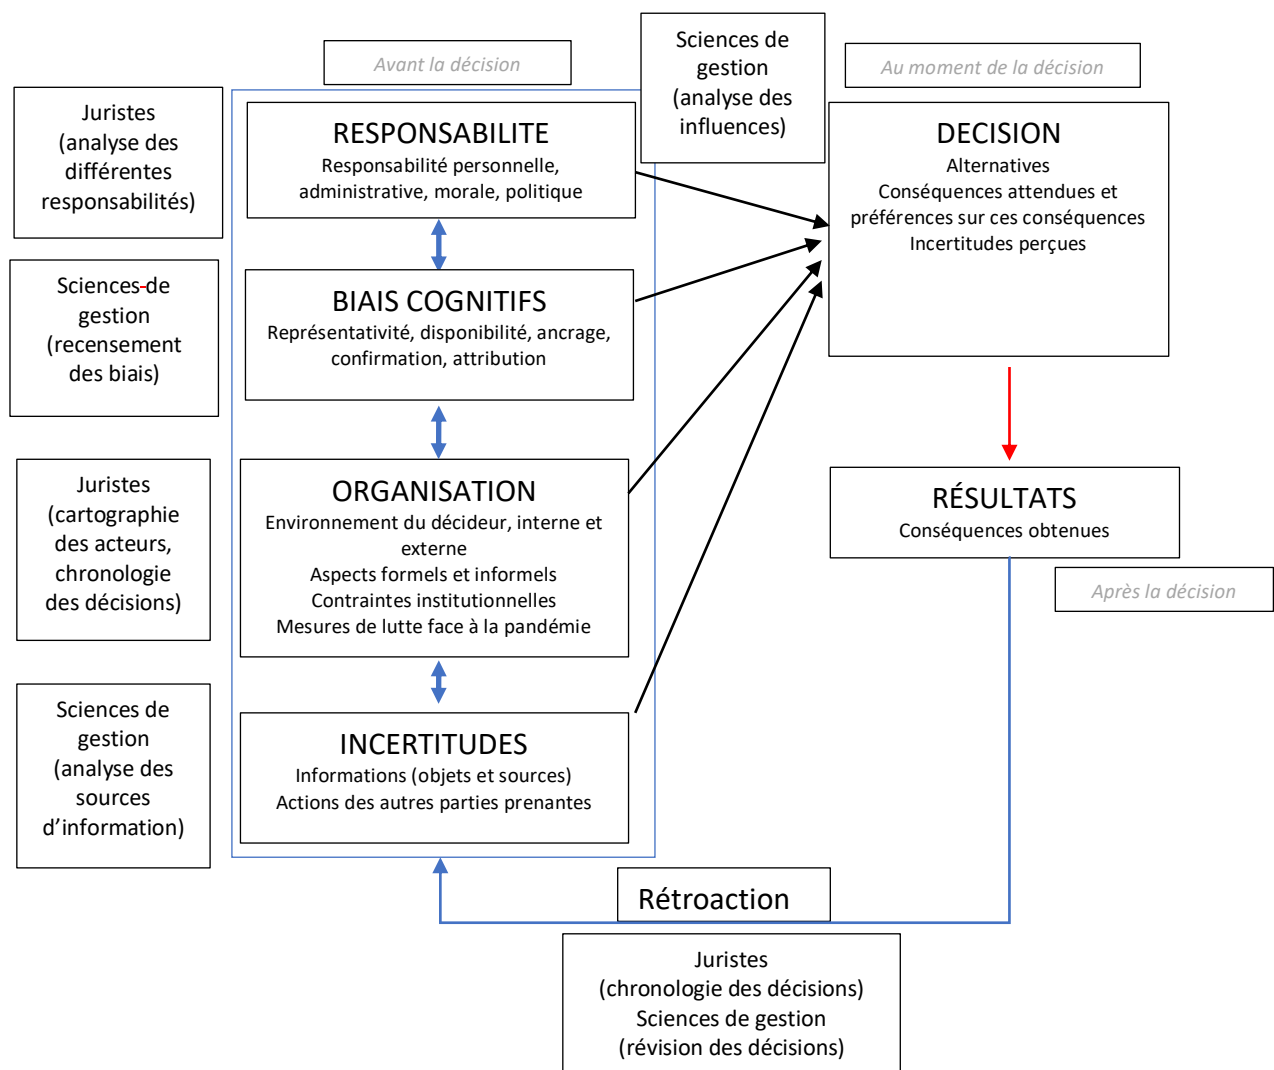 Avant la décision
Sciences de
gestion
(analyse des
influences)
Au moment de la décision
Juristes
(analyse des
différentes
responsabilités)
RESPONSABILITE
Responsabilité personnelle,
administrative, morale, politique
DECISION
Alternatives
Conséquences attendues et
préférences sur ces conséquences
Incertitudes perçues
Sciences-de
gestion
(recensement
des biais)
BIAIS COGNITIFS
Représentativité, disponibilité, ancrage,
confirmation, attribution
Juristes
(cartographie
des acteurs,
chronologie
des décisions)
ORGANISATION
Environnement du décideur, interne et
externe
Aspects formels et informels
Contraintes institutionnelles
Mesures de lutte face à la pandémie
RÉSULTATS
Conséquences obtenues
Après la décision
Sciences de
gestion
(analyse des
sources
d’information)
INCERTITUDES
Informations (objets et sources)
Actions des autres parties prenantes
Rétroaction
Juristes
(chronologie des décisions)
Sciences de gestion
(révision des décisions)